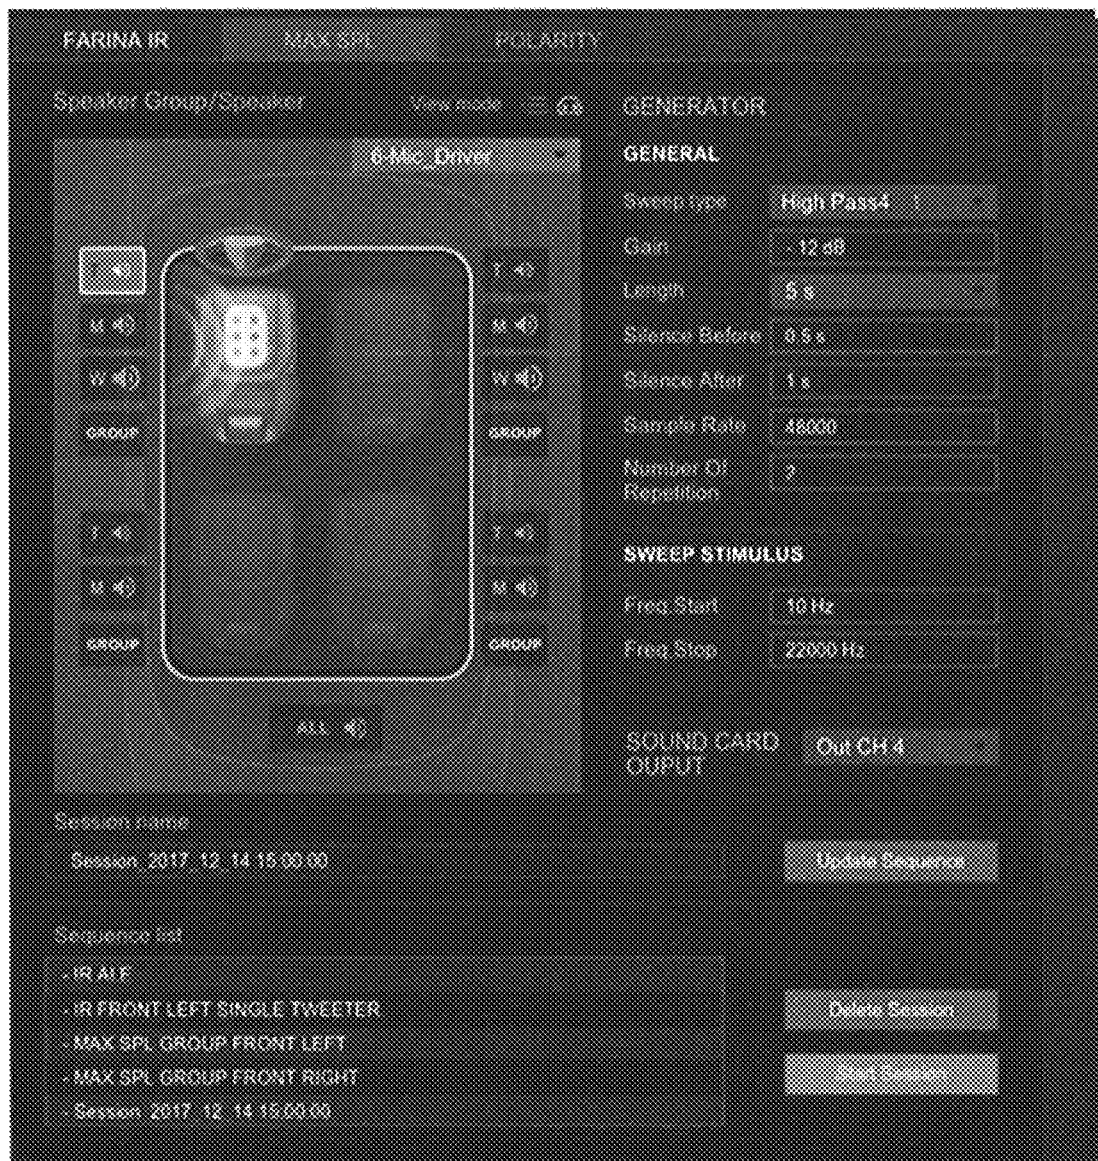 FARINA IR MAX SPL POLARITY
Speaker Group/Speaker View mode
GENERATOR
6-Mic_Driver
GENERAL
Sweep type High Pass4
Gain - 12 dB
Length 5 s
Silence Before 0.5 s
Silence After 1 s
Sample Rate 48000
Number Of
Repetition
T
M
W
GROUP
T
M
GROUP
T
M
W
GROUP
T
M
GROUP
ALL
SWEEP STIMULUS
Freq Start 10 Hz
Freq Stop 22000 Hz
SOUND CARD
OUPUT
Out CH 4
Session name
Session_2017_12_14 15:00:00
Update Sequence
Sequence list
- IR ALL
- IR FRONT LEFT SINGLE TWEETER
- MAX SPL GROUP FRONT LEFT
- MAX SPL GROUP FRONT RIGHT
- Session_2017_12_14 15:00:00
Delete Session
Start Session